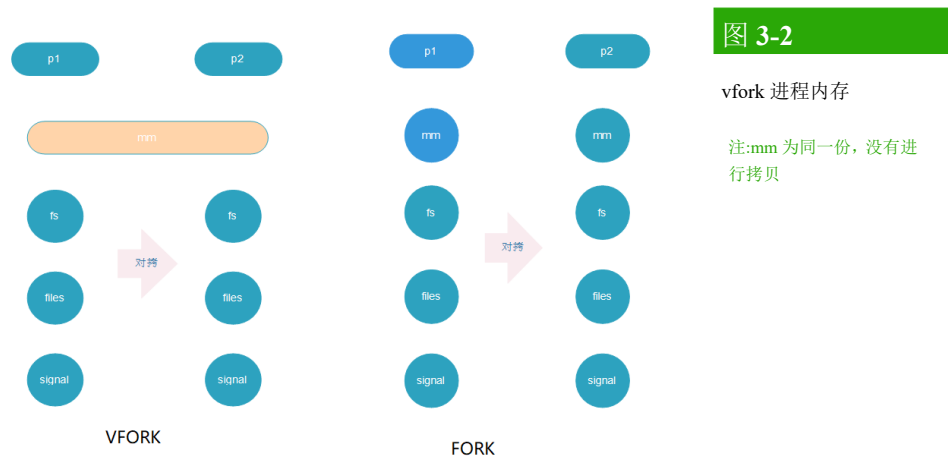 p1
p2
mm
fs
fs
对拷
files
files
signal
signal
VFORK
p1
p2
mm
mm
fs
fs
对拷
files
files
signal
signal
FORK
图 3-2
vfork 进程内存
注:mm 为同一份，没有进
行拷贝